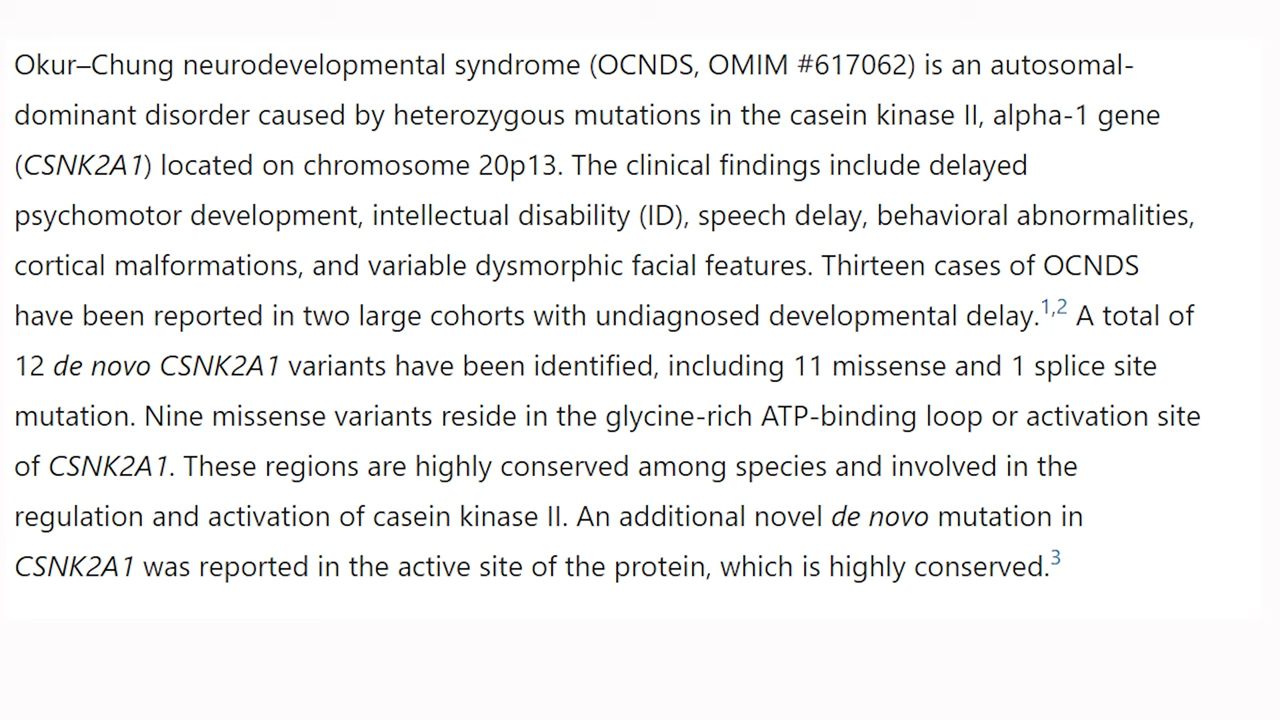 Okur–Chung neurodevelopmental syndrome (OCNDS, OMIM #617062) is an autosomal-
dominant disorder caused by heterozygous mutations in the casein kinase II, alpha-1 gene
(CSNK2A1) located on chromosome 20p13. The clinical findings include delayed
psychomotor development, intellectual disability (ID), speech delay, behavioral abnormalities,
cortical malformations, and variable dysmorphic facial features. Thirteen cases of OCNDS
have been reported in two large cohorts with undiagnosed developmental delay.1,2 A total of
12 de novo CSNK2A1 variants have been identified, including 11 missense and 1 splice site
mutation. Nine missense variants reside in the glycine-rich ATP-binding loop or activation site
of CSNK2A1. These regions are highly conserved among species and involved in the
regulation and activation of casein kinase II. An additional novel de novo mutation in
CSNK2A1 was reported in the active site of the protein, which is highly conserved.3